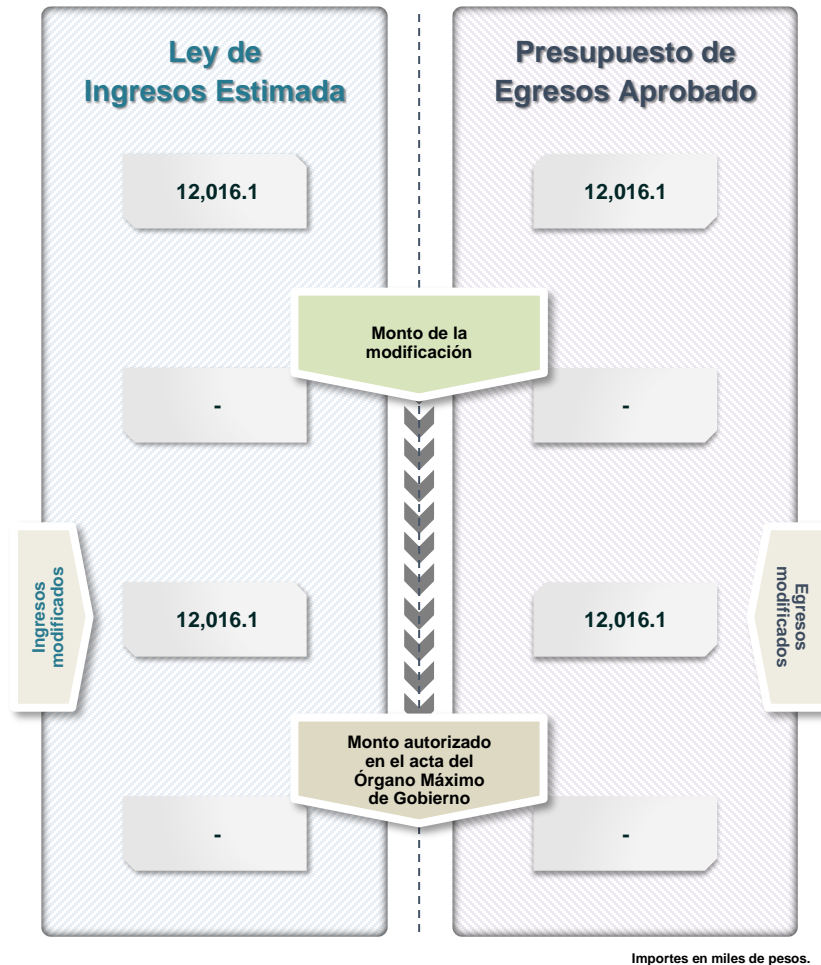 Ley de
Ingresos Estimada
Presupuesto de
Egresos Aprobado
12,016.1
12,016.1
Monto de la
modificación
-
-
Ingresos
modificados
12,016.1
12,016.1
Egresos
modificados
Monto autorizado
en el acta del
Órgano Máximo
de Gobierno
-
-
Importes en miles de pesos.